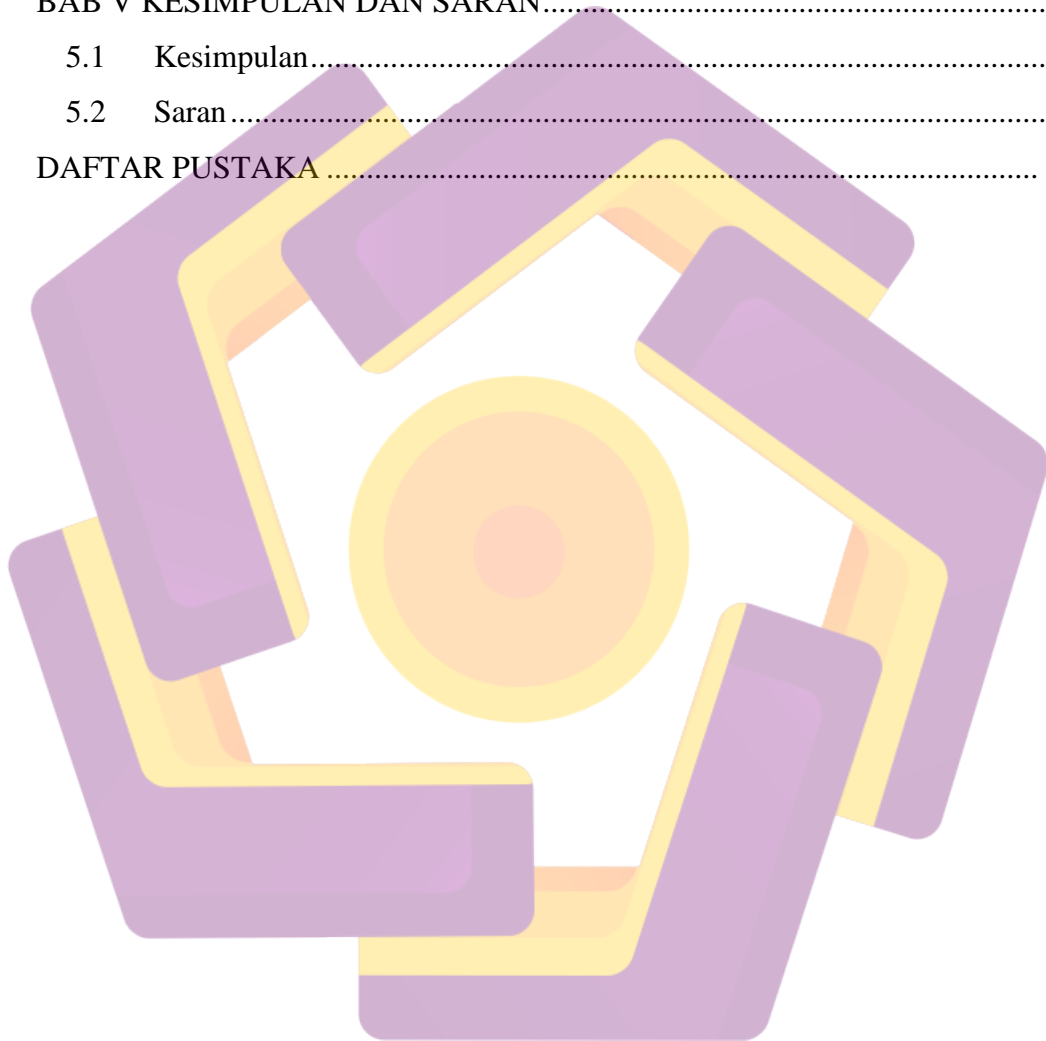 BAB V KESIMPULAN DAN SARAN..........................................................
5.1 Kesimpulan..........................................................................................
5.2 Saran ....................................................................................................
DAFTAR PUSTAKA .........................................................................................